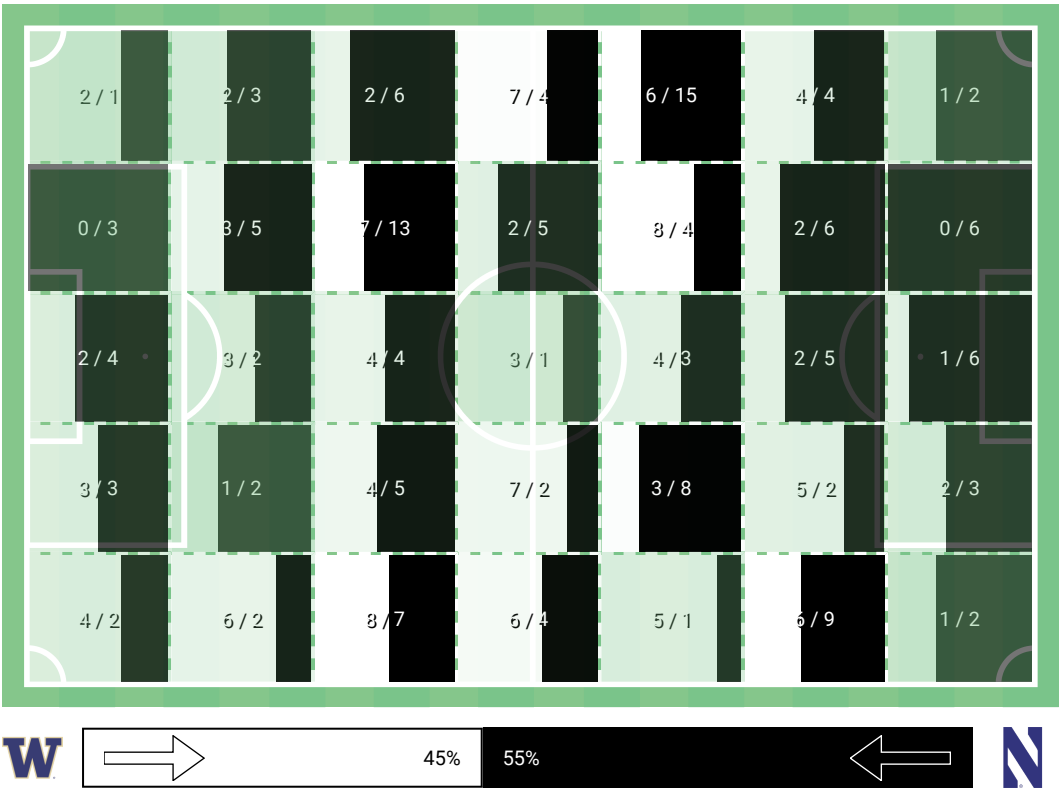 2 / 1 2 / 3 2 / 6 7 / 4 6 / 15 4 / 4 1 / 2
0 / 3 3 / 5 7 / 13 2 / 5 8 / 4 2 / 6 0 / 6
2 / 4 3 / 2 4 / 4 3 / 1 4 / 3 2 / 5 1 / 6
3 / 3 1 / 2 4 / 5 7 / 2 3 / 8 5 / 2 2 / 3
4 / 2 6 / 2 8 / 7 6 / 4 5 / 1 6 / 9 1 / 2
W 45% 55% N